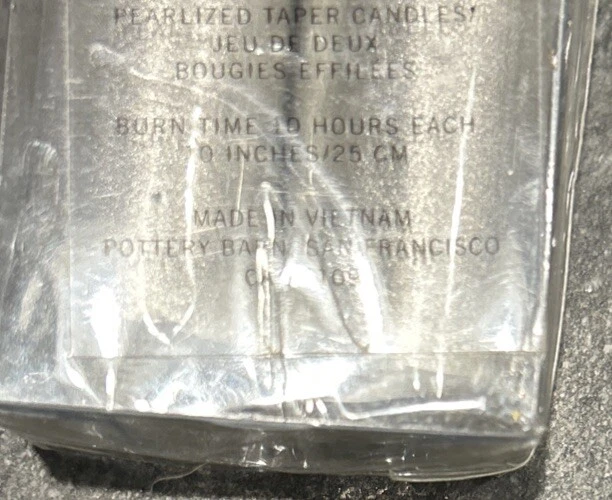 PEARLIZED TAPER CANDLES/
JEU DE DEUX
BOUGIES EFFILEES
BURN TIME 10 HOURS EACH
0 INCHES/25 CM
MADE IN VIETNAM
POTTERY BARN, SAN FRANCISCO